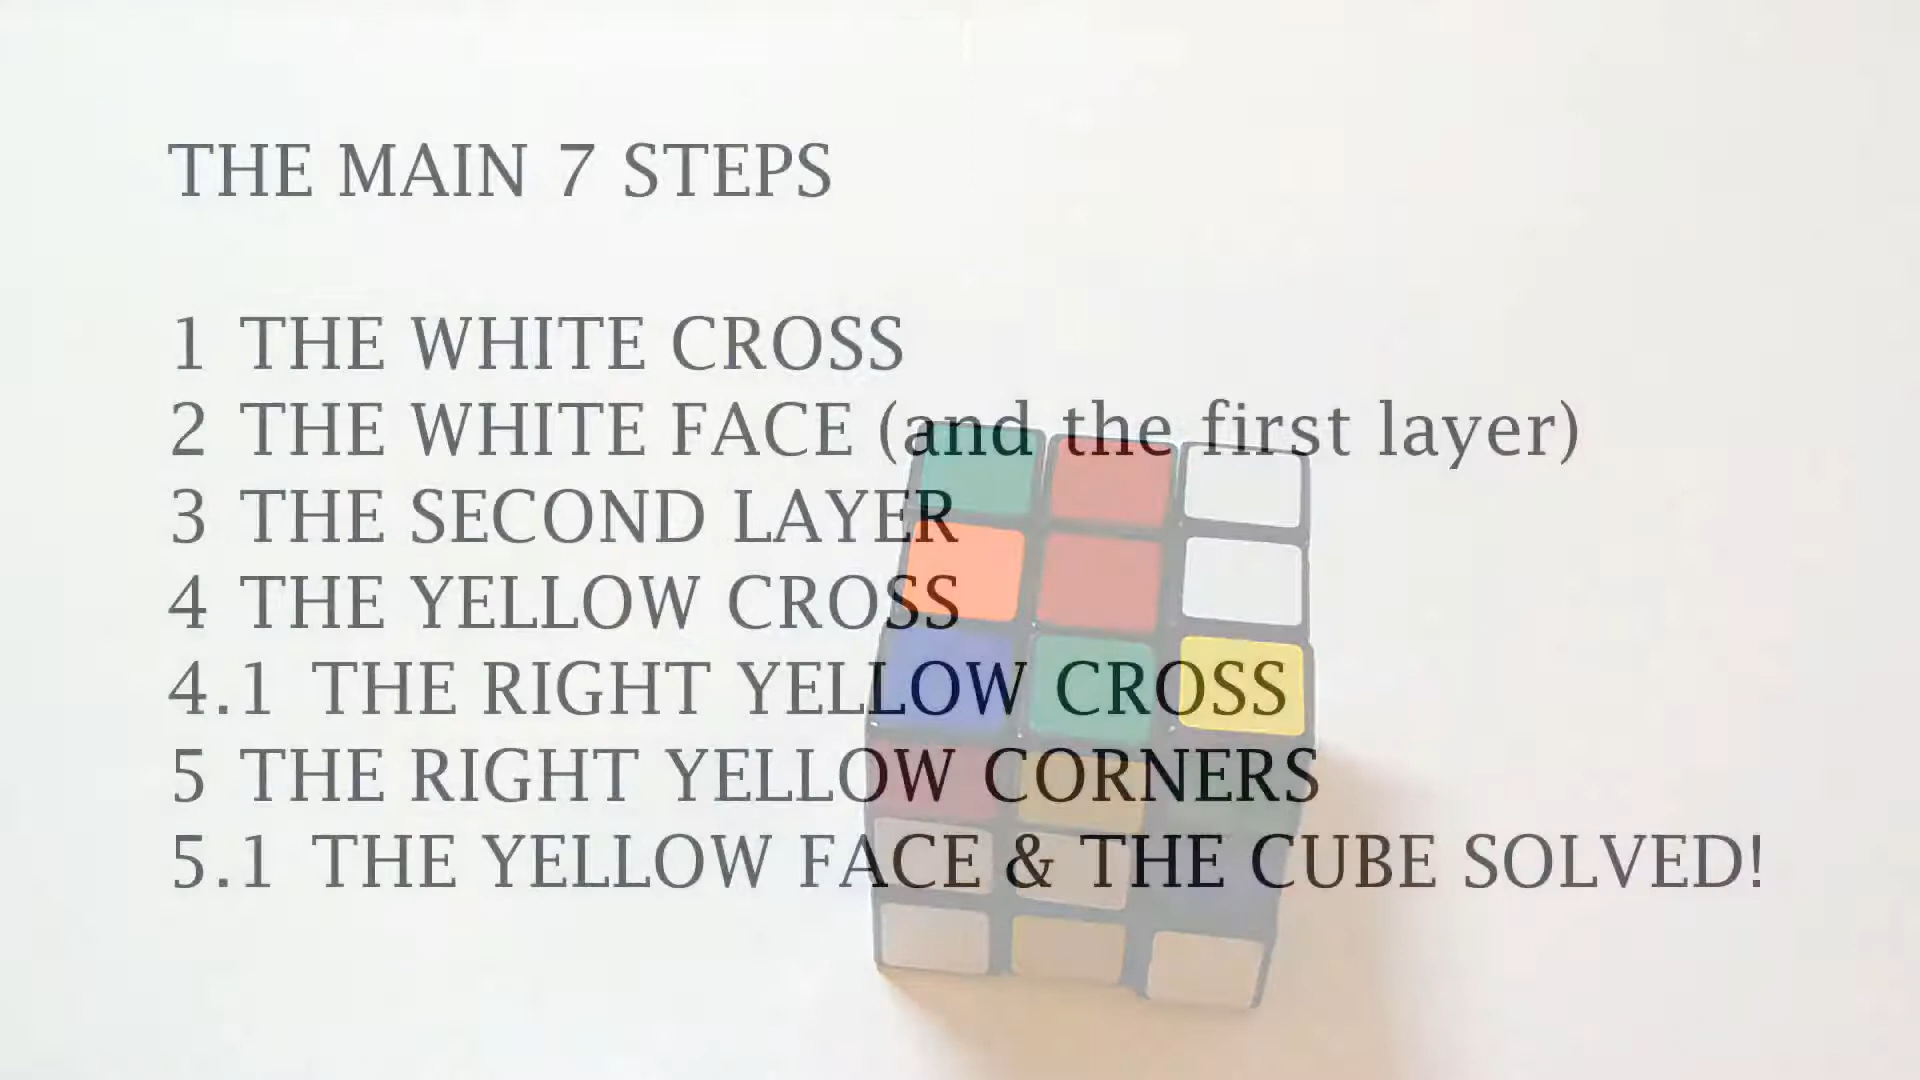 THE MAIN 7 STEPS
1 THE WHITE CROSS
2 THE WHITE FACE (and the first layer)
3 THE SECOND LAYER
4 THE YELLOW CROSS
4.1 THE RIGHT YELLOW CROSS
5 THE RIGHT YELLOW CORNERS
5.1 THE YELLOW FACE & THE CUBE SOLVED!